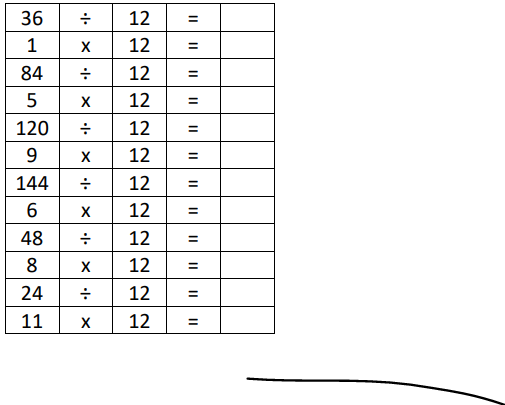 36 ÷ 12 =
1 x 12 =
84 ÷ 12 =
5 x 12 =
120 ÷ 12 =
9 x 12 =
144 ÷ 12 =
6 x 12 =
48 ÷ 12 =
8 x 12 =
24 ÷ 12 =
11 x 12 =